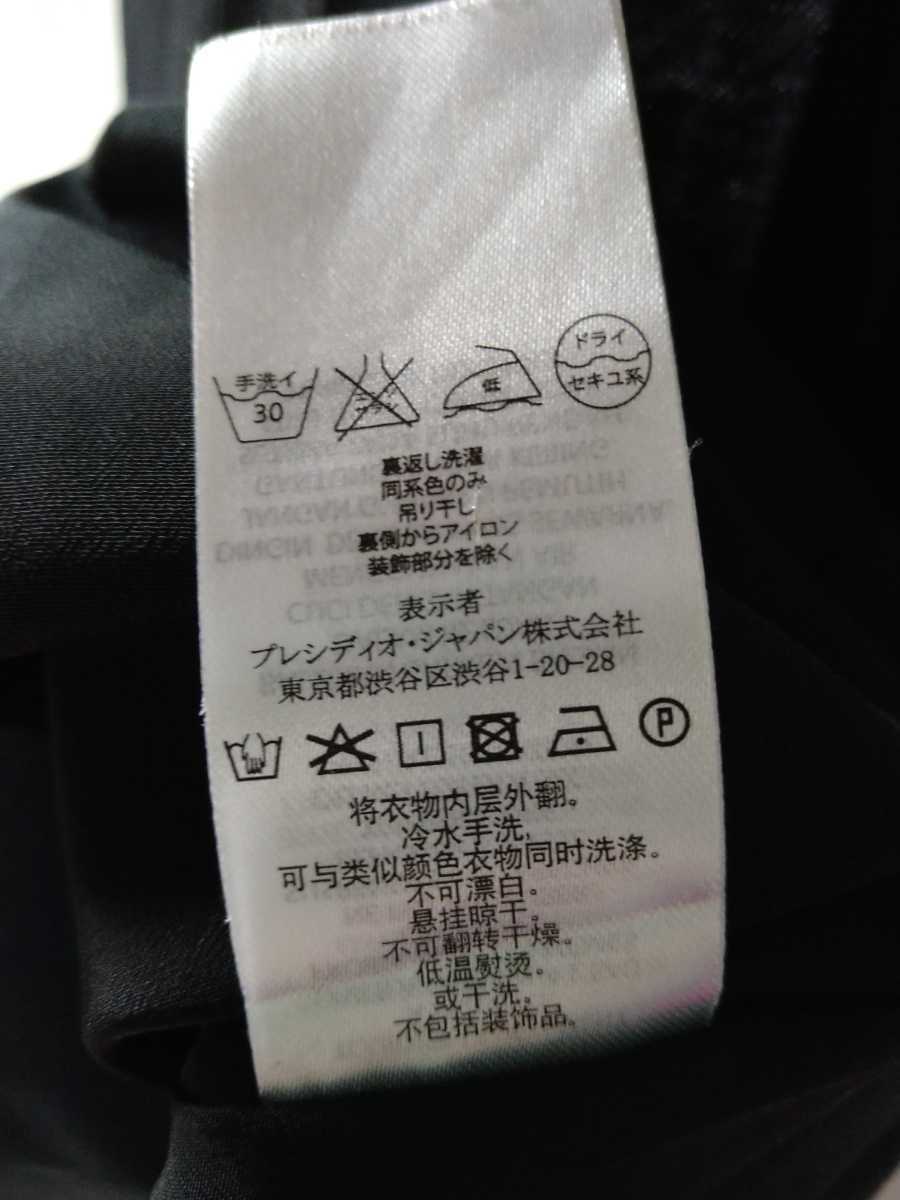 手洗イ
30
低
ドライ
セキユ系
裏返し洗濯
同系色のみ
吊り干し
裏側からアイロン
装飾部分を除く
表示者
プレシディオ・ジャパン株式会社
東京都渋谷区渋谷1-20-28
P
将衣物内层外翻。
冷水手洗,
可与类似颜色衣物同时洗涤。
不可漂白。
悬挂晾干。
不可翻转干燥。
低温熨烫。
或干洗。
不包括装饰品。